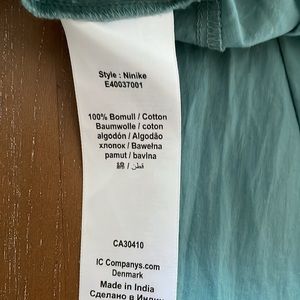 Style : Ninike
E40037001
100% Bomull / Cotton
Baumwolle / coton
algodón / Algodão
хлопок / Bawełna
pamut / bavlna
綿 / قطن
CA30410
IC Companys.com
Denmark
Made in India
Сделано в Индии